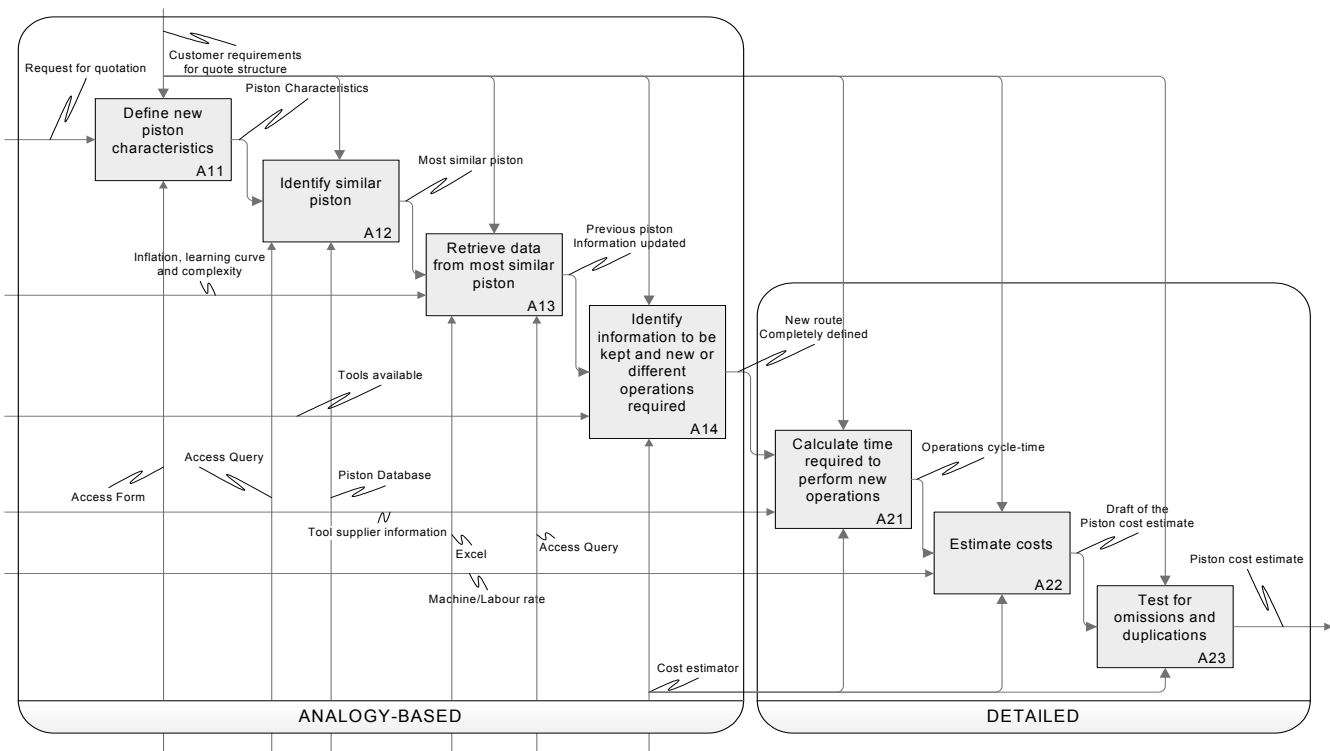 Customer requirements
for quote structure
Request for quotation
Piston Characteristics
Define new
piston
characteristics
A11
Most similar piston
Identify similar
piston
A12
Previous piston
Information updated
Inflation, learning curve
and complexity
Retrieve data
from most similar
piston
A13
New route
Completely defined
Identify
information to be
kept and new or
different
operations
required
A14
Tools available
Calculate time
required to
perform new
operations
A21
Operations cycle-time
Access Query
Piston Database
Access Form
Tool supplier information
Excel
Access Query
Draft of the
Piston cost estimate
Estimate costs
A22
Piston cost estimate
Machine/Labour rate
Test for
omissions and
duplications
A23
Cost estimator
ANALOGY-BASED
DETAILED